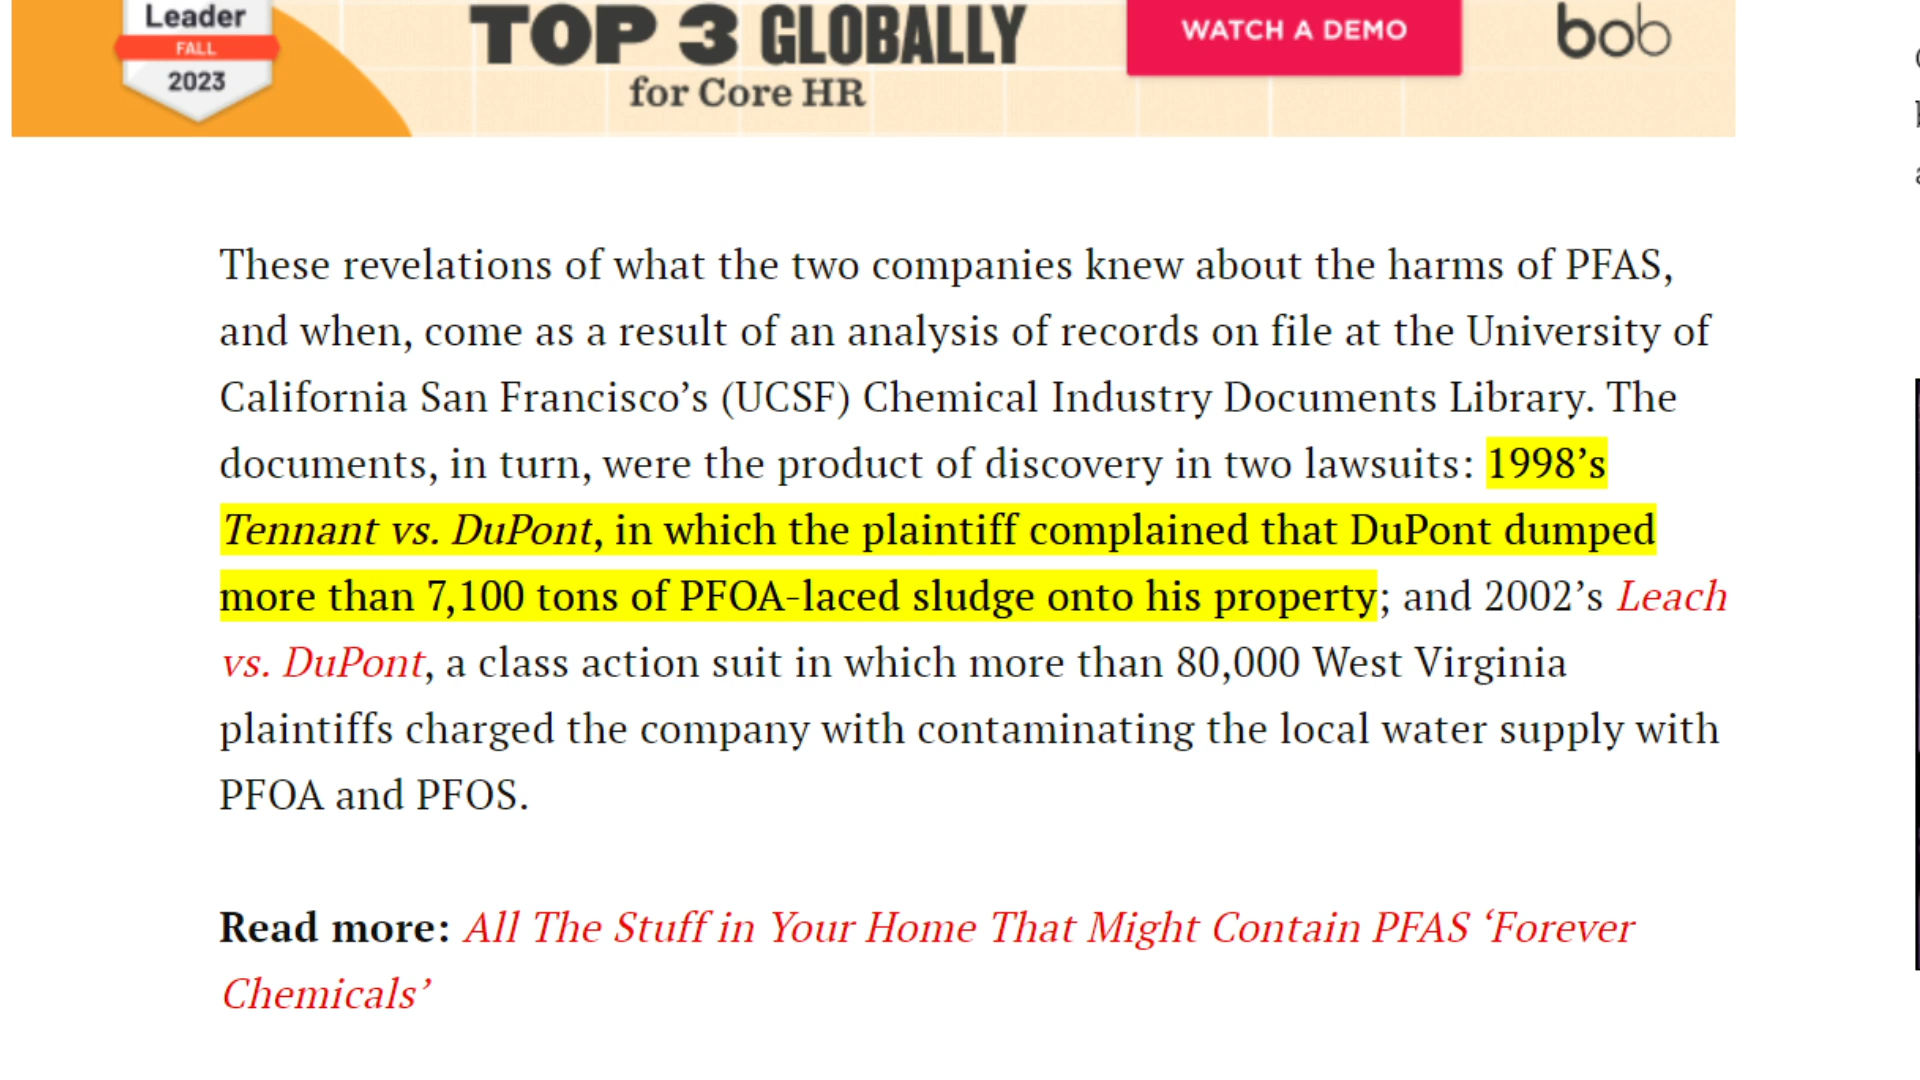 Leader
FALL
2023
TOP 3 GLOBALLY
for Core HR
WATCH A DEMO
bob
These revelations of what the two companies knew about the harms of PFAS,
and when, come as a result of an analysis of records on file at the University of
California San Francisco’s (UCSF) Chemical Industry Documents Library. The
documents, in turn, were the product of discovery in two lawsuits: 1998’s
Tennant vs. DuPont, in which the plaintiff complained that DuPont dumped
more than 7,100 tons of PFOA-laced sludge onto his property; and 2002’s Leach
vs. DuPont, a class action suit in which more than 80,000 West Virginia
plaintiffs charged the company with contaminating the local water supply with
PFOA and PFOS.
Read more: All The Stuff in Your Home That Might Contain PFAS ‘Forever
Chemicals’